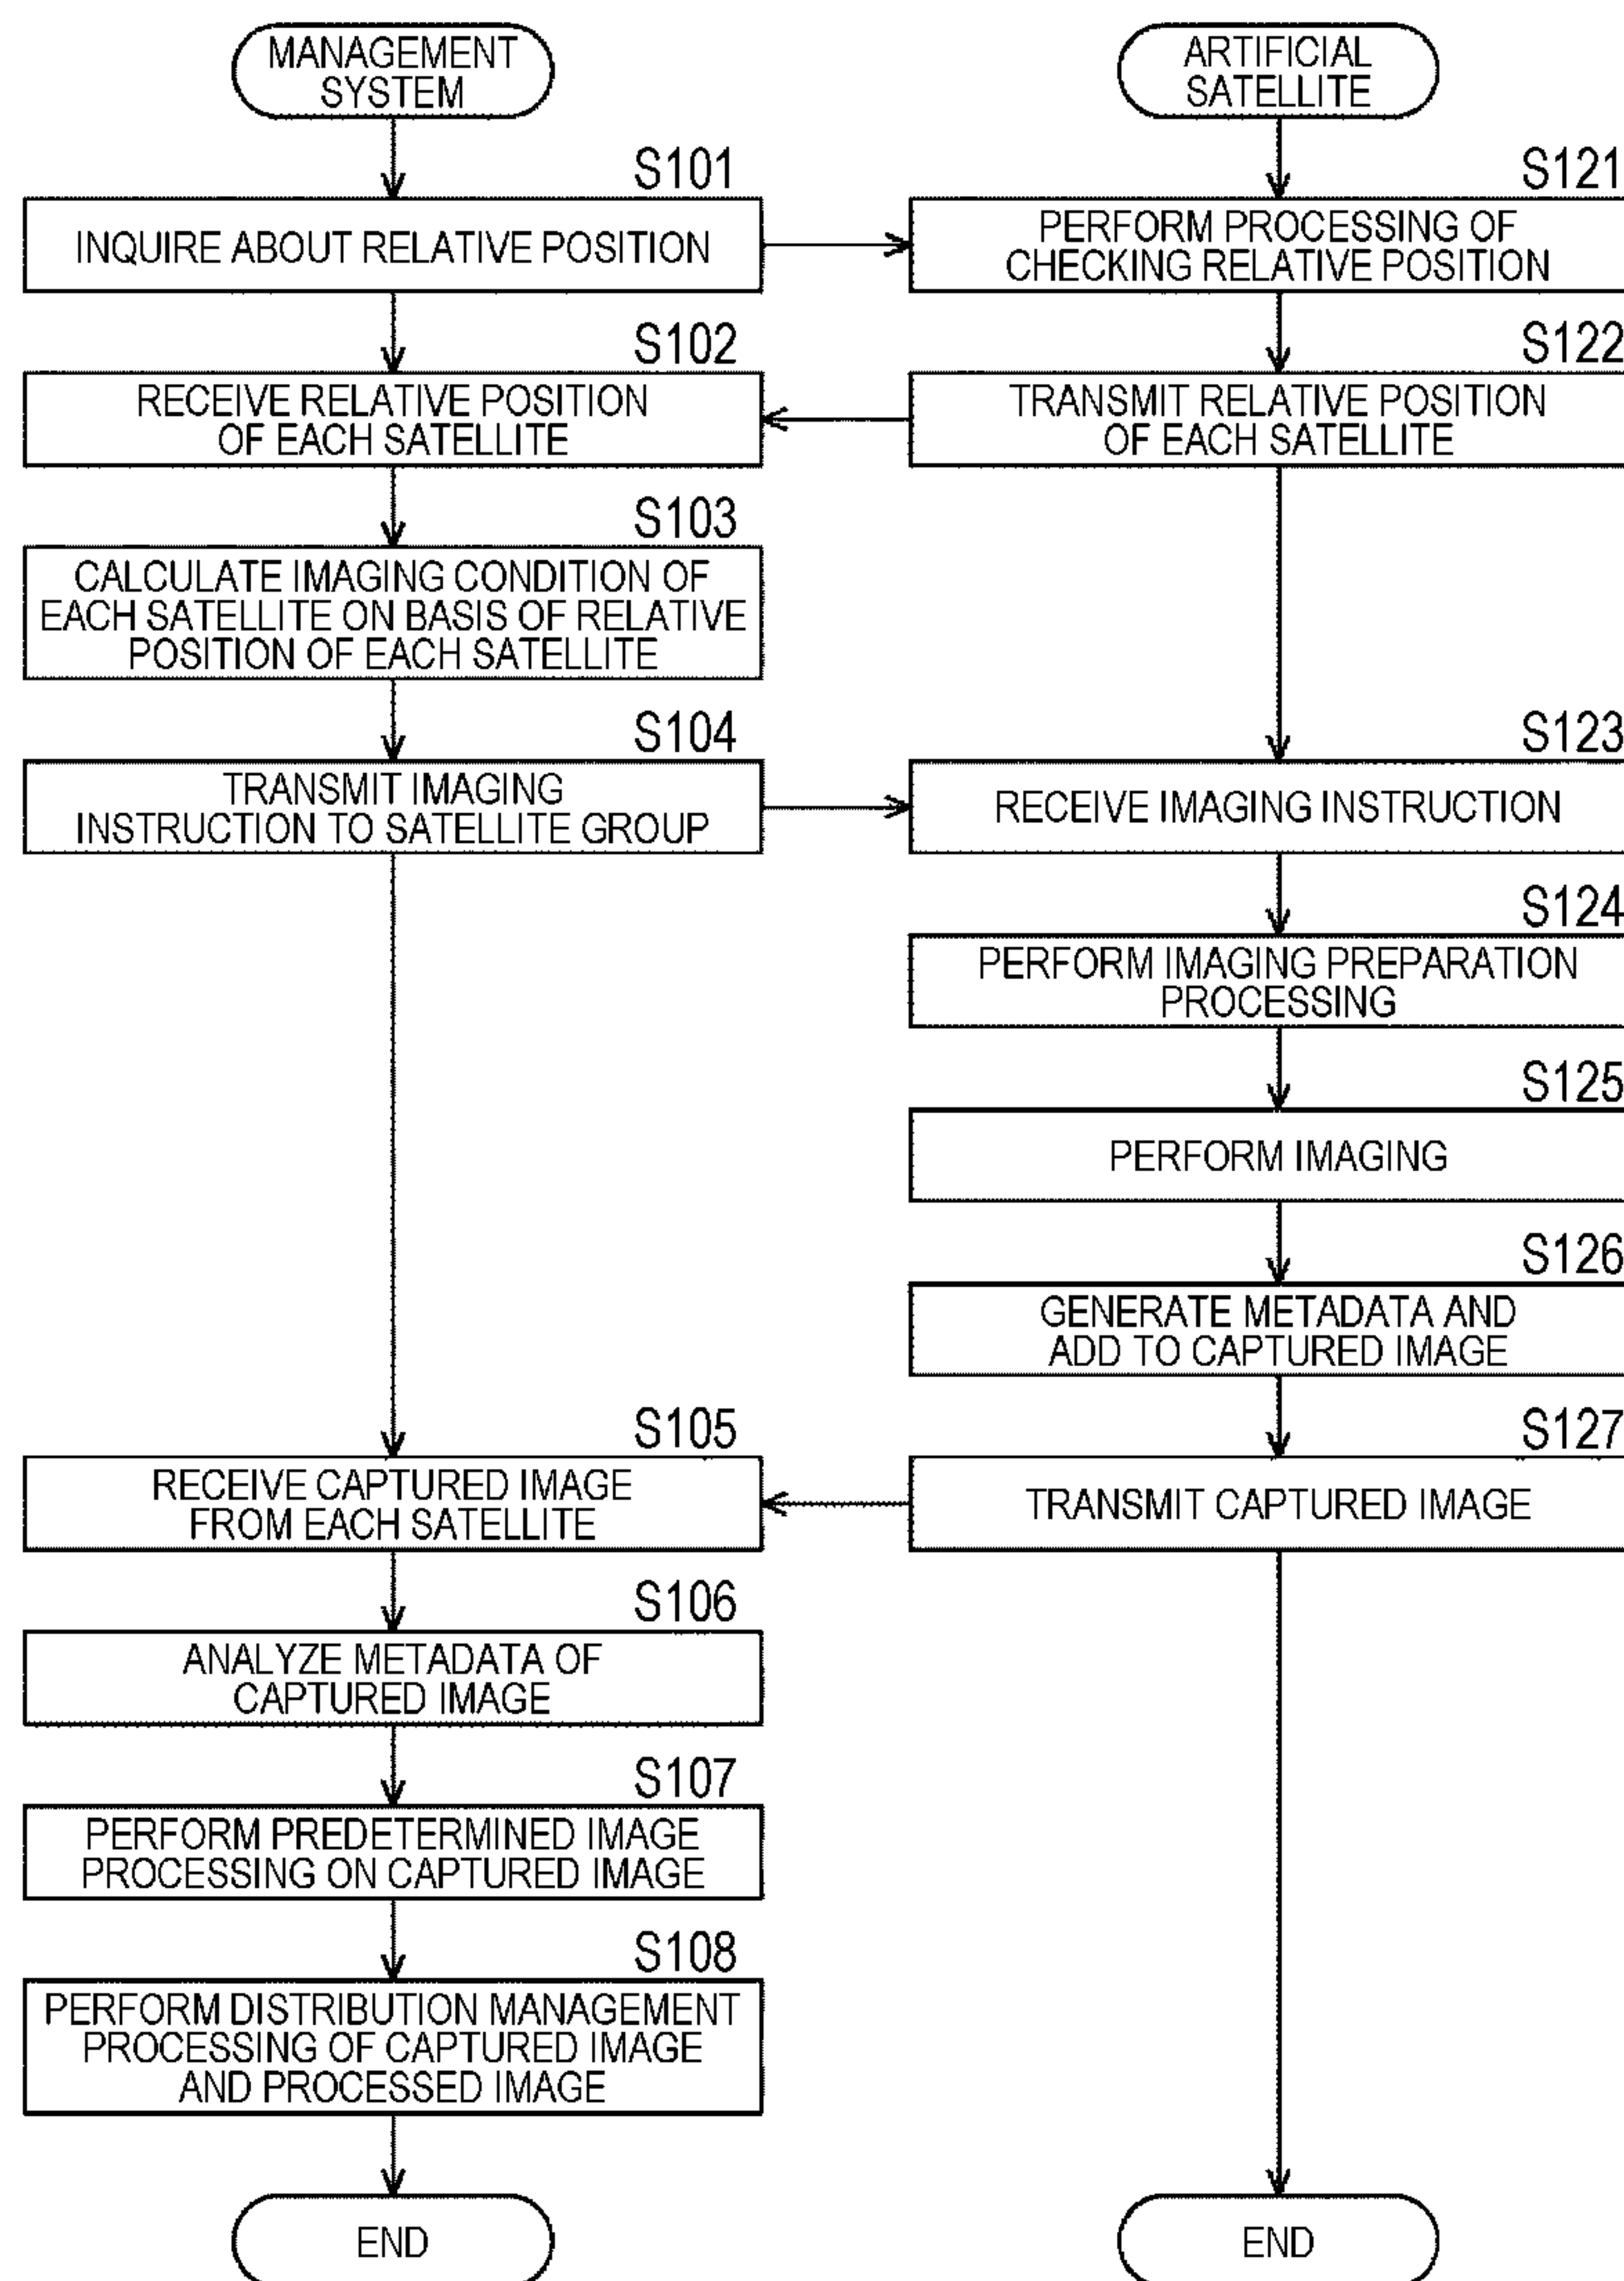 MANAGEMENT
SYSTEM
ARTIFICIAL
SATELLITE
S101
INQUIRE ABOUT RELATIVE POSITION
S121
PERFORM PROCESSING OF
CHECKING RELATIVE POSITION
S102
RECEIVE RELATIVE POSITION
OF EACH SATELLITE
S122
TRANSMIT RELATIVE POSITION
OF EACH SATELLITE
S103
CALCULATE IMAGING CONDITION OF
EACH SATELLITE ON BASIS OF RELATIVE
POSITION OF EACH SATELLITE
S104
TRANSMIT IMAGING
INSTRUCTION TO SATELLITE GROUP
S123
RECEIVE IMAGING INSTRUCTION
S124
PERFORM IMAGING PREPARATION
PROCESSING
S125
PERFORM IMAGING
S126
GENERATE METADATA AND
ADD TO CAPTURED IMAGE
S105
RECEIVE CAPTURED IMAGE
FROM EACH SATELLITE
S127
TRANSMIT CAPTURED IMAGE
S106
ANALYZE METADATA OF
CAPTURED IMAGE
S107
PERFORM PREDETERMINED IMAGE
PROCESSING ON CAPTURED IMAGE
S108
PERFORM DISTRIBUTION MANAGEMENT
PROCESSING OF CAPTURED IMAGE
AND PROCESSED IMAGE
END
END